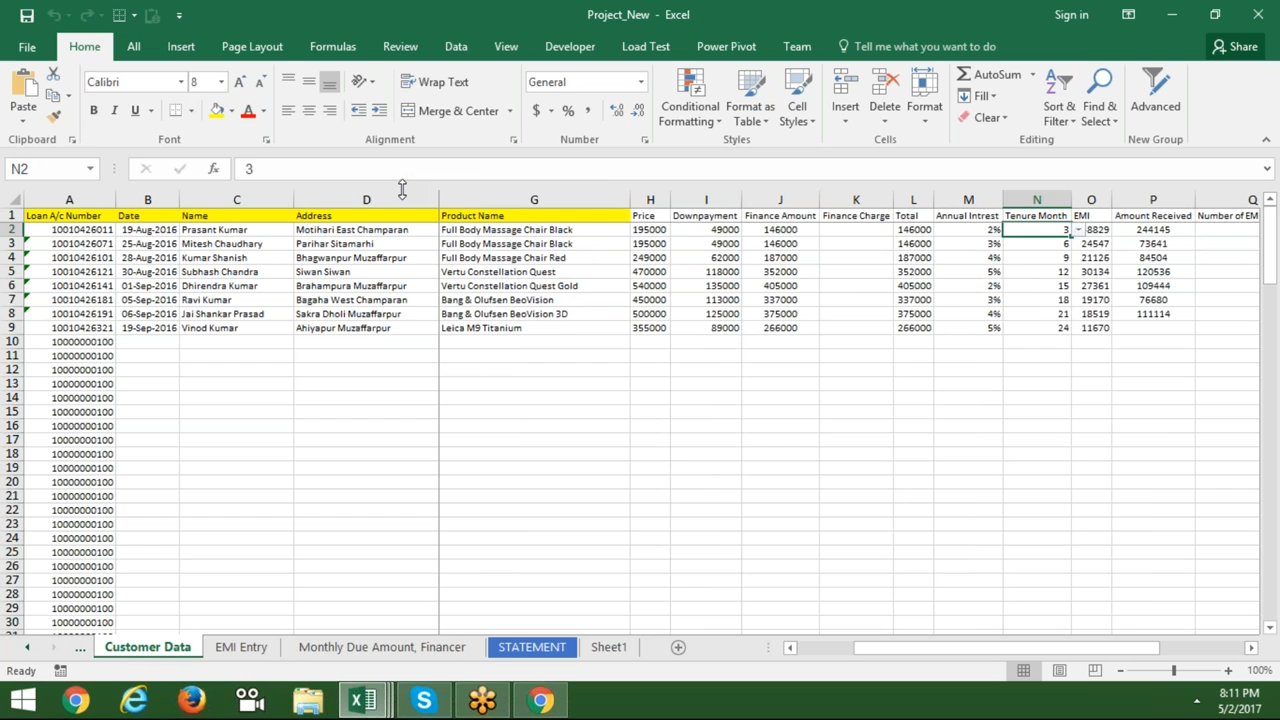 Project_New - Excel
Sign in
File Home All Insert Page Layout Formulas Review Data View Developer Load Test Power Pivot Team Tell me what you want to do Share
Paste
Calibri 8
B I U
Wrap Text
Merge & Center
General
$ % ,
Conditional Formatting
Format as Table
Cell Styles
Insert
Delete
Format
AutoSum
Fill
Clear
Sort & Filter
Find & Select
Advanced
Clipboard Font Alignment Number Styles Cells Editing New Group
N2 fx 3
A B C D G H I J K L M N O P Q
1 Loan A/c Number Date Name Address Product Name Price Downpayment Finance Amount Finance Charge Total Annual Intrest Tenure Month EMI Amount Received Number of EM
2 10010426011 19-Aug-2016 Prasant Kumar Motihari East Champaran Full Body Massage Chair Black 195000 49000 146000 146000 2% 3 8829 244145
3 10010426071 25-Aug-2016 Mitesh Chaudhary Parihar Sitamarhi Full Body Massage Chair Black 195000 49000 146000 146000 3% 6 24547 73641
4 10010426101 28-Aug-2016 Kumar Shanish Bhagwanpur Muzaffarpur Full Body Massage Chair Red 249000 62000 187000 187000 4% 9 21126 84504
5 10010426121 30-Aug-2016 Subhash Chandra Siwan Siwan Vertu Constellation Quest 470000 118000 352000 352000 5% 12 30134 120536
6 10010426141 01-Sep-2016 Dhirendra Kumar Brahampura Muzaffarpur Vertu Constellation Quest Gold 540000 135000 405000 405000 2% 15 27361 109444
7 10010426181 05-Sep-2016 Ravi Kumar Bagaha West Champaran Bang & Olufsen BeoVision 450000 113000 337000 337000 3% 18 19170 76680
8 10010426191 06-Sep-2016 Jai Shankar Prasad Sakra Dholi Muzaffarpur Bang & Olufsen BeoVision 3D 500000 125000 375000 375000 4% 21 18519 111114
9 10010426321 19-Sep-2016 Vinod Kumar Ahiyapur Muzaffarpur Leica M9 Titanium 355000 89000 266000 266000 5% 24 11670
10 10000000100
11 10000000100
12 10000000100
13 10000000100
14 10000000100
15 10000000100
16 10000000100
17 10000000100
18 10000000100
19 10000000100
20 10000000100
21 10000000100
22 10000000100
23 10000000100
24 10000000100
25 10000000100
26 10000000100
27 10000000100
28 10000000100
29 10000000100
30 10000000100
... Customer Data EMI Entry Monthly Due Amount, Financer STATEMENT Sheet1
Ready 100%
8:11 PM
5/2/2017